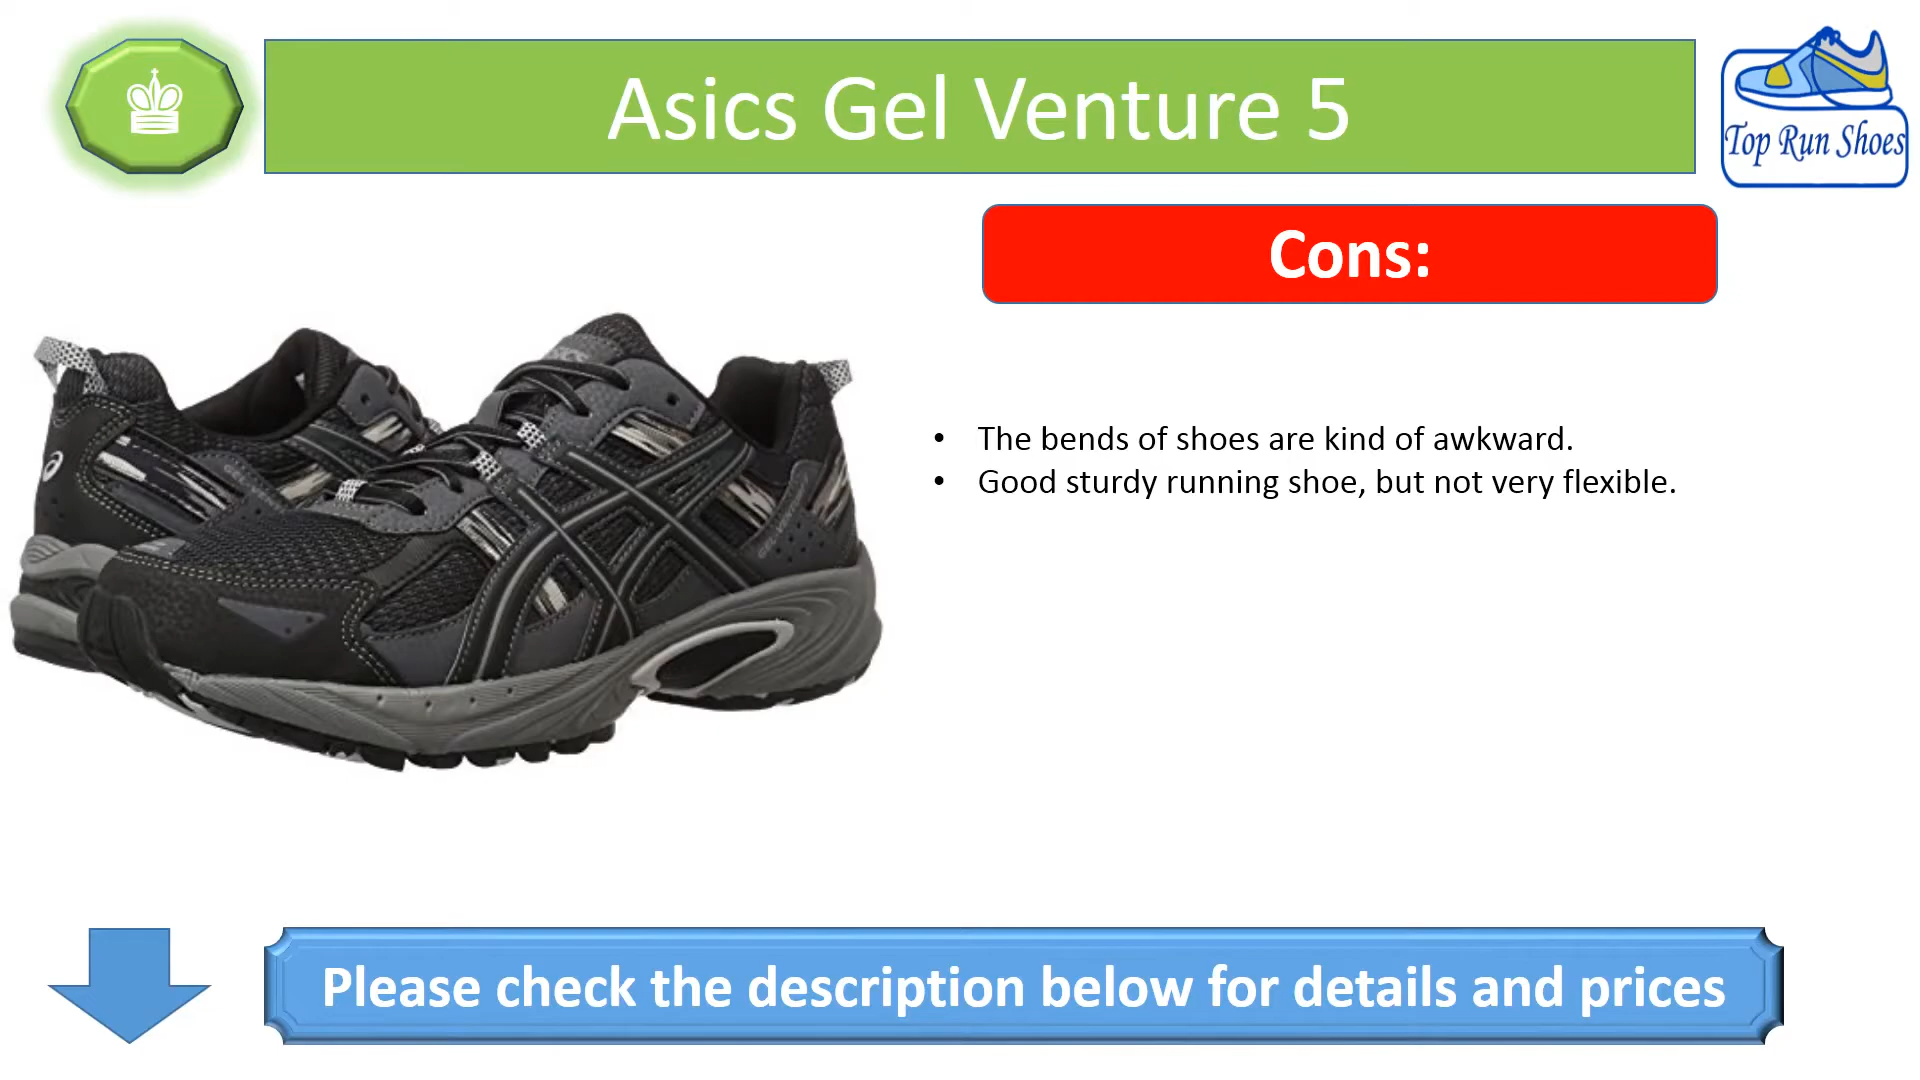 Asics Gel Venture 5
Top Run Shoes
Cons:
• The bends of shoes are kind of awkward.
• Good sturdy running shoe, but not very flexible.
Please check the description below for details and prices